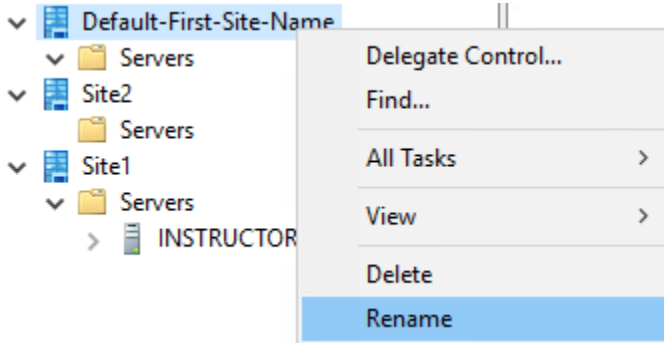 Default-First-Site-Name
Servers
Site2
Servers
Site1
Servers
INSTRUCTOR
Delegate Control...
Find...
All Tasks
View
Delete
Rename